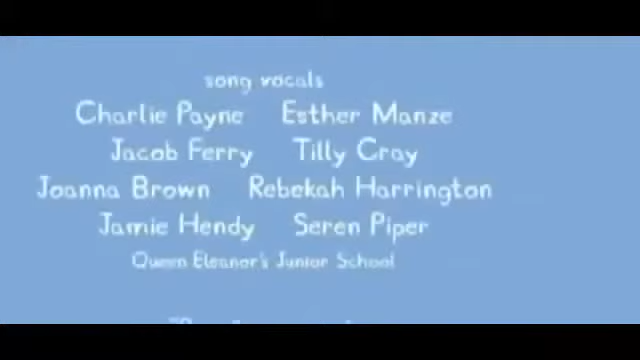 song vocals
Charlie Payne Esther Manze
Jacob Ferry Tilly Cray
Joanna Brown Rebekah Harrington
Jamie Hendy Seren Piper
Queen Eleanor's Junior School